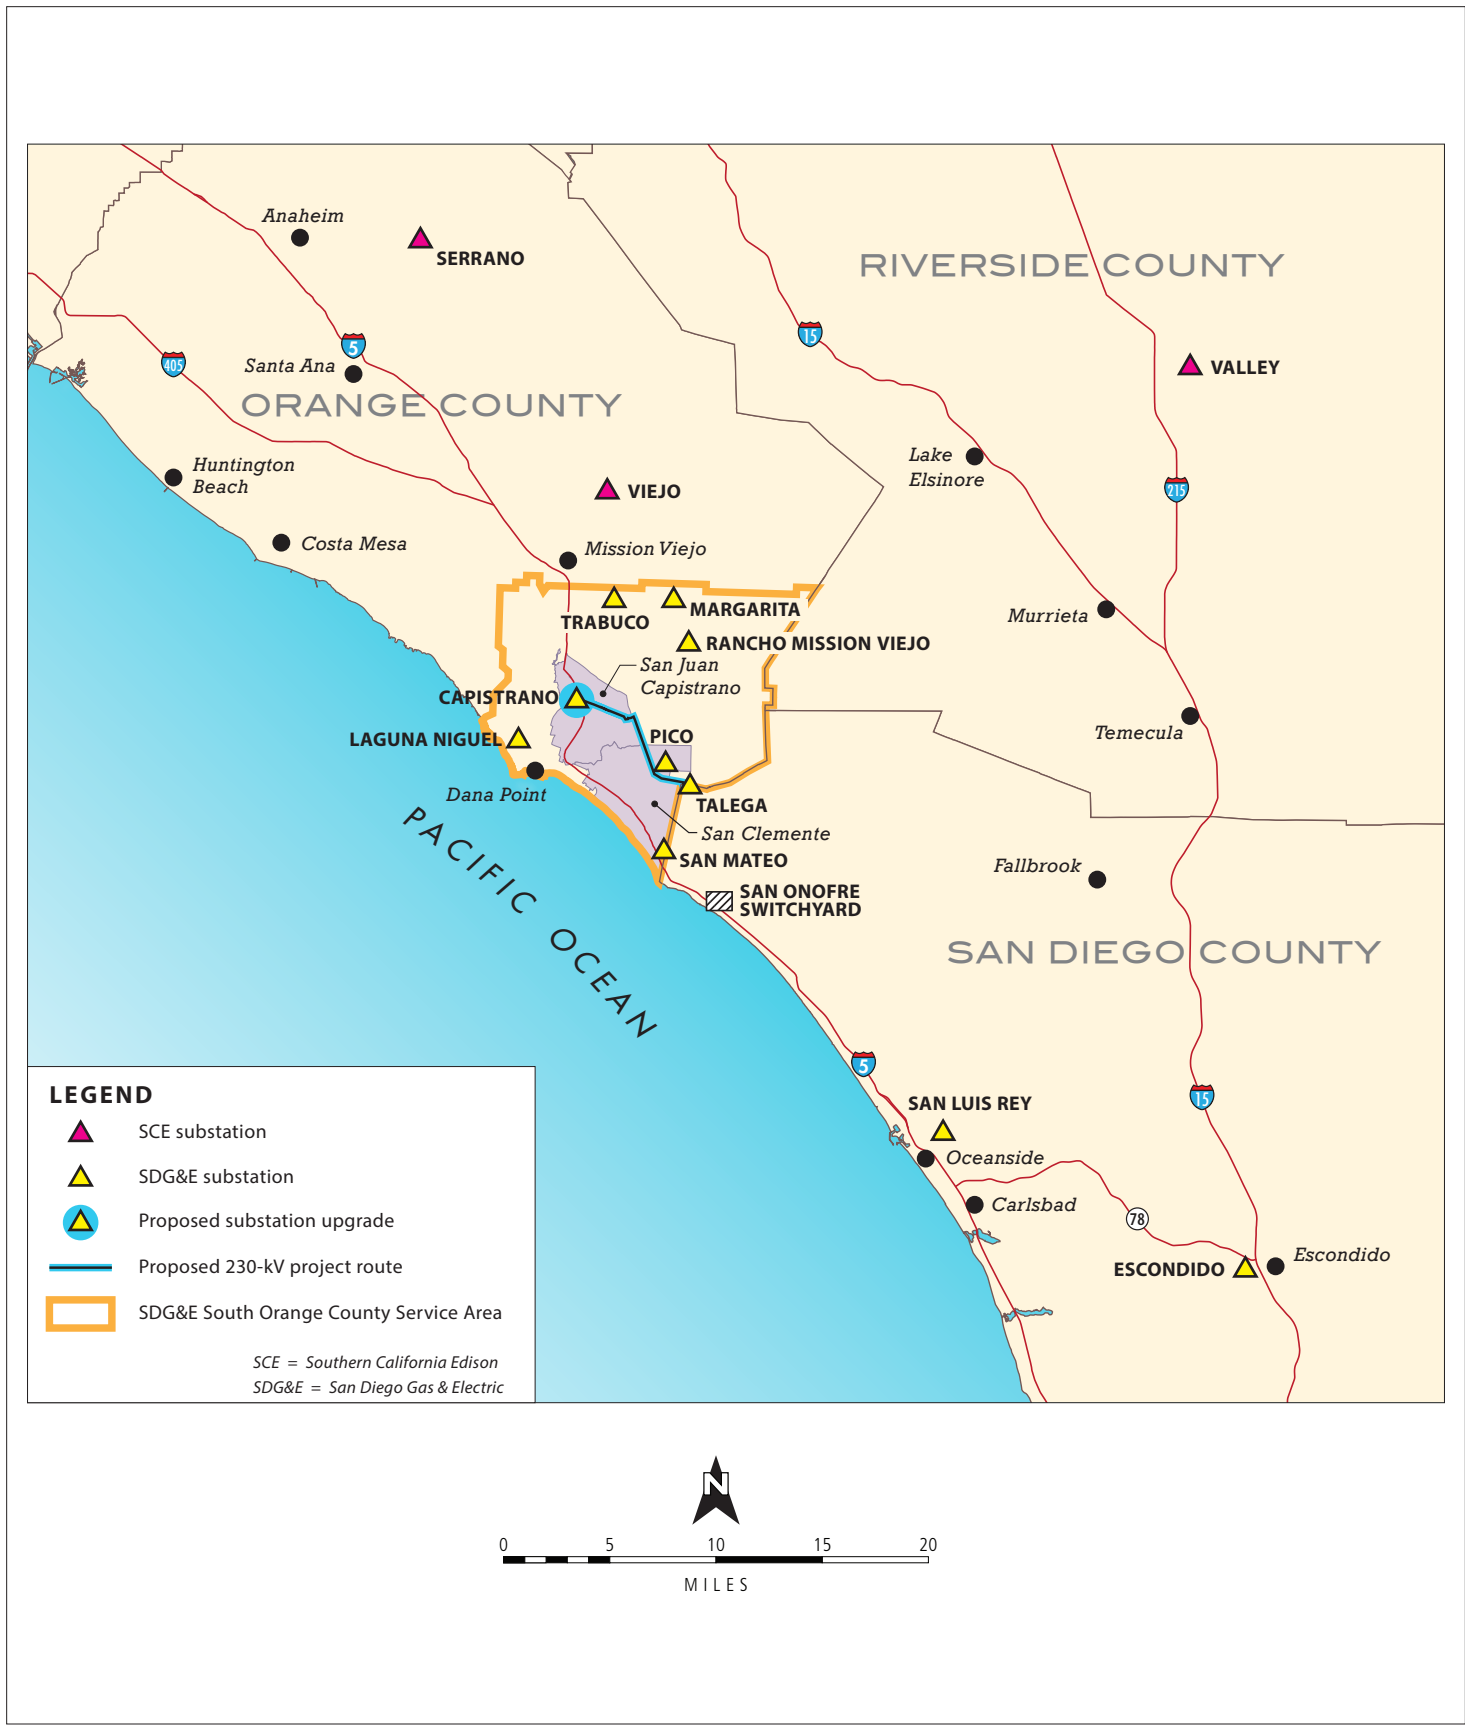 Anaheim
SERRANO
RIVERSIDE COUNTY
15
5
405
Santa Ana
VALLEY
ORANGE COUNTY
Huntington
Beach
Lake
Elsinore
VIEJO
215
Costa Mesa
Mission Viejo
TRABUCO
MARGARITA
Murrieta
RANCHO MISSION VIEJO
San Juan
Capistrano
CAPISTRANO
LAGUNA NIGUEL
PICO
Temecula
Dana Point
TALEGA
San Clemente
PACIFIC OCEAN
SAN MATEO
Fallbrook
SAN ONOFRE
SWITCHYARD
SAN DIEGO COUNTY
5
15
SAN LUIS REY
Oceanside
Carlsbad
78
Escondido
ESCONDIDO
LEGEND
SCE substation
SDG&E substation
Proposed substation upgrade
Proposed 230-kV project route
SDG&E South Orange County Service Area
SCE = Southern California Edison
SDG&E = San Diego Gas & Electric
N
0 5 10 15 20
MILES